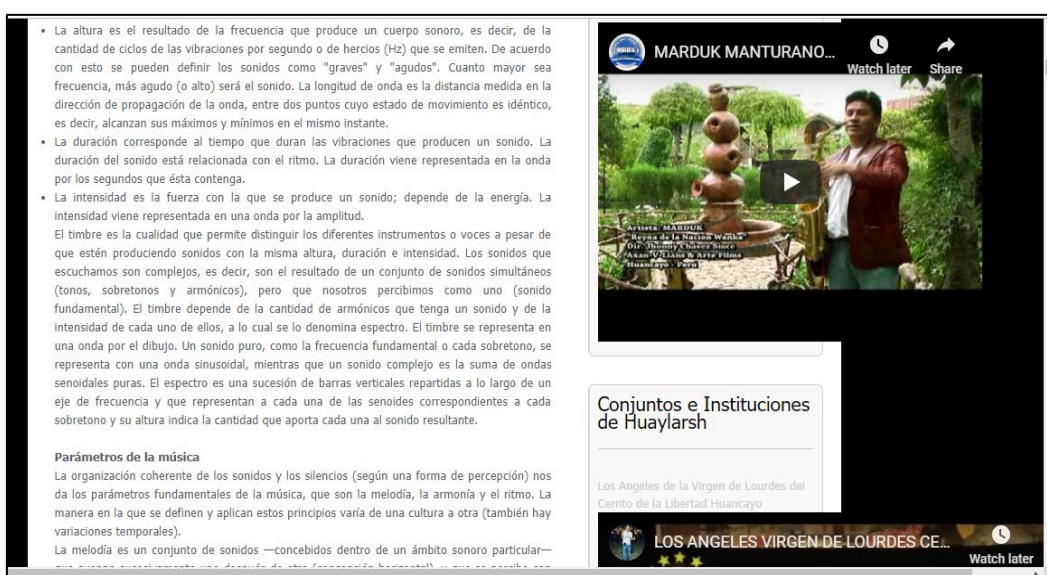 La altura es el resultado de la frecuencia que produce un cuerpo sonoro, es decir, de la
cantidad de ciclos de las vibraciones por segundo o de hercios (Hz) que se emiten. De acuerdo
con esto se pueden definir los sonidos como "graves" y "agudos". Cuanto mayor sea
frecuencia, más agudo (o alto) será el sonido. La longitud de onda es la distancia medida en la
dirección de propagación de la onda, entre dos puntos cuyo estado de movimiento es idéntico,
es decir, alcanzan sus máximos y mínimos en el mismo instante.
La duración corresponde al tiempo que duran las vibraciones que producen un sonido. La
duración del sonido está relacionada con el ritmo. La duración viene representada en la onda
por los segundos que ésta contenga.
La intensidad es la fuerza con la que se produce un sonido; depende de la energía. La
intensidad viene representada en una onda por la amplitud.
El timbre es la cualidad que permite distinguir los diferentes instrumentos o voces a pesar de
que estén produciendo sonidos con la misma altura, duración e intensidad. Los sonidos que
escuchamos son complejos, es decir, son el resultado de un conjunto de sonidos simultáneos
(tonos, sobretonos y armónicos), pero que nosotros percibimos como uno (sonido
fundamental). El timbre depende de la cantidad de armónicos que tenga un sonido y de la
intensidad de cada uno de ellos, a lo cual se lo denomina espectro. El timbre se representa en
una onda por el dibujo. Un sonido puro, como la frecuencia fundamental o cada sobretono, se
representa con una onda sinusoidal, mientras que un sonido complejo es la suma de ondas
senoidales puras. El espectro es una sucesión de barras verticales repartidas a lo largo de un
eje de frecuencia y que representan a cada una de las senoides correspondientes a cada
sobretono y su altura indica la cantidad que aporta cada una al sonido resultante.
Parámetros de la música
La organización coherente de los sonidos y los silencios (según una forma de percepción) nos
da los parámetros fundamentales de la música, que son la melodía, la armonía y el ritmo. La
manera en la que se definen y aplican estos principios varía de una cultura a otra (también hay
variaciones temporales).
La melodía es un conjunto de sonidos —concebidos dentro de un ámbito sonoro particular—
MARDUK MANTURANO...
Watch later
Share
Artista: MARDUK
"Reyna de la Nacion Wanka"
Dir. Jhonny Chavez Since
Axan-V-Llans & Arte Films
Huancayo - Peru
Conjuntos e Instituciones
de Huaylarsh
Los Angeles de la Virgen de Lourdes del
Cerrito de la Libertad Huancayo
LOS ANGELES VIRGEN DE LOURDES CE...
Watch later